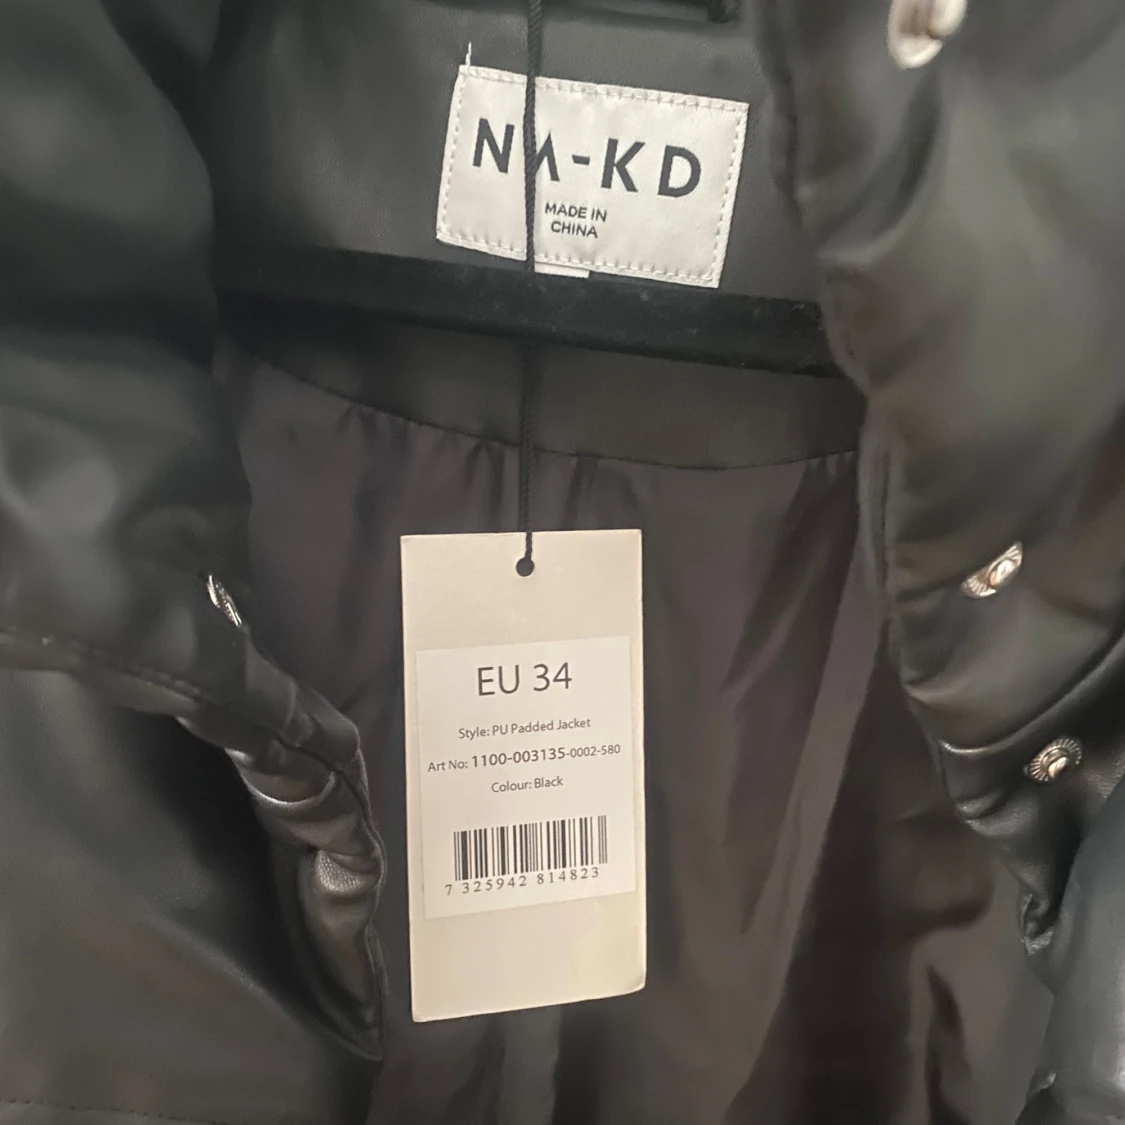 NA-KD
MADE IN
CHINA
EU 34
Style: PU Padded Jacket
Art No: 1100-003135-0002-580
Colour: Black
7 325942 814823